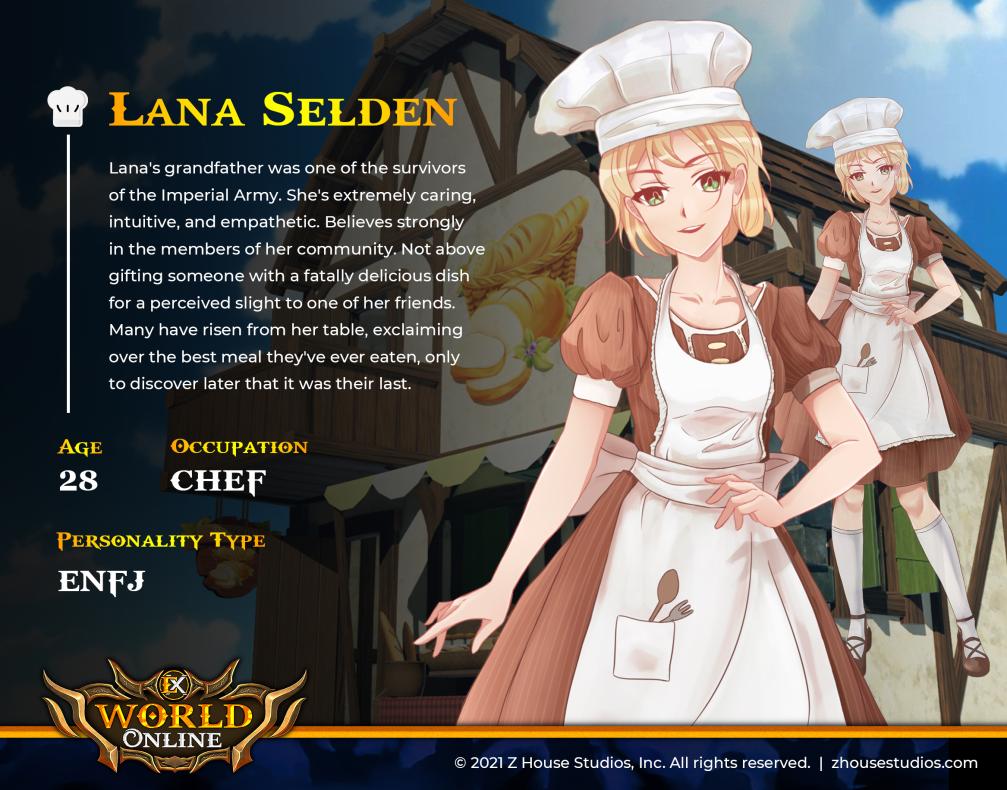 Lana Selden
Lana's grandfather was one of the survivors
of the Imperial Army. She's extremely caring,
intuitive, and empathetic. Believes strongly
in the members of her community. Not above
gifting someone with a fatally delicious dish
for a perceived slight to one of her friends.
Many have risen from her table, exclaiming
over the best meal they've ever eaten, only
to discover later that it was their last.
Age
28
Occupation
CHEF
Personality Type
ENFJ
EX
WORLD
ONLINE
© 2021 Z House Studios, Inc. All rights reserved. | zhousestudios.com